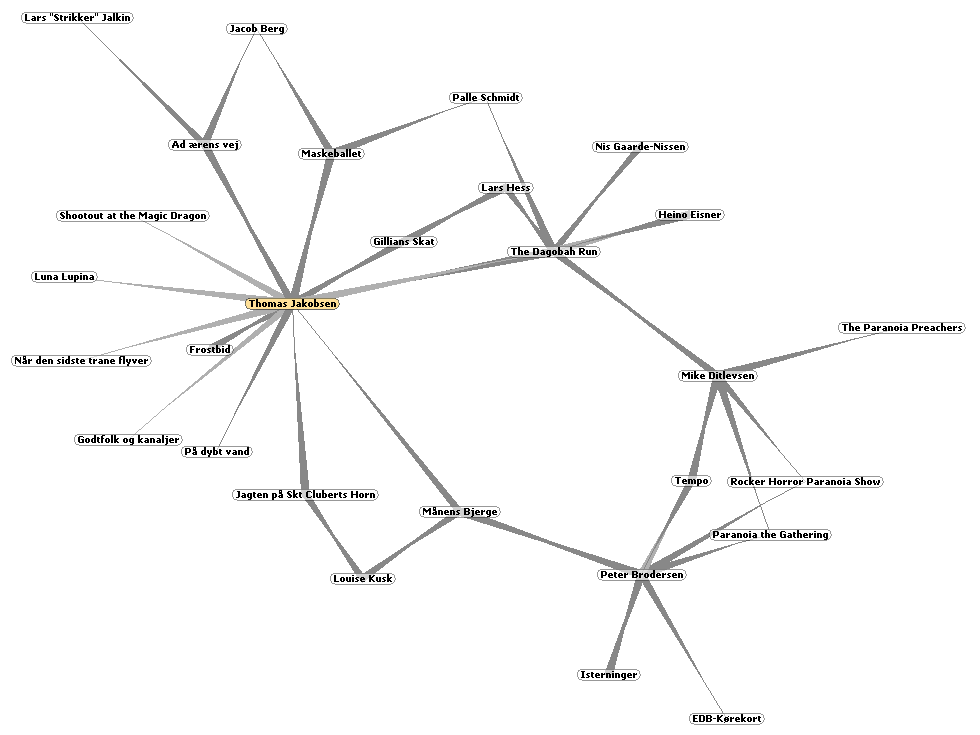 Lars "Strikker" Jalkin
Jacob Berg
Palle Schmidt
Ad ærens vej
Maskeballet
Nis Gaarde-Nissen
Lars Hess
Shootout at the Magic Dragon
Heino Eisner
Gillians Skat
The Dagobah Run
Luna Lupina
Thomas Jakobsen
The Paranoia Preachers
Frostbid
Når den sidste trane flyver
Mike Ditlevsen
Godtfolk og kanaljer
På dybt vand
Tempo
Rocker Horror Paranoia Show
Jagten på Skt Cluberts Horn
Månens Bjerge
Paranoia the Gathering
Louise Kusk
Peter Brodersen
Isterninger
EDB-Kørekort